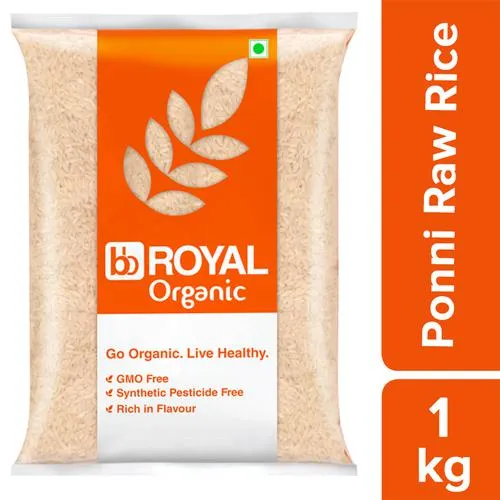 bb ROYAL
Organic
Go Organic. Live Healthy.
GMO Free
Synthetic Pesticide Free
Rich in Flavour
Ponni Raw Rice
1
kg